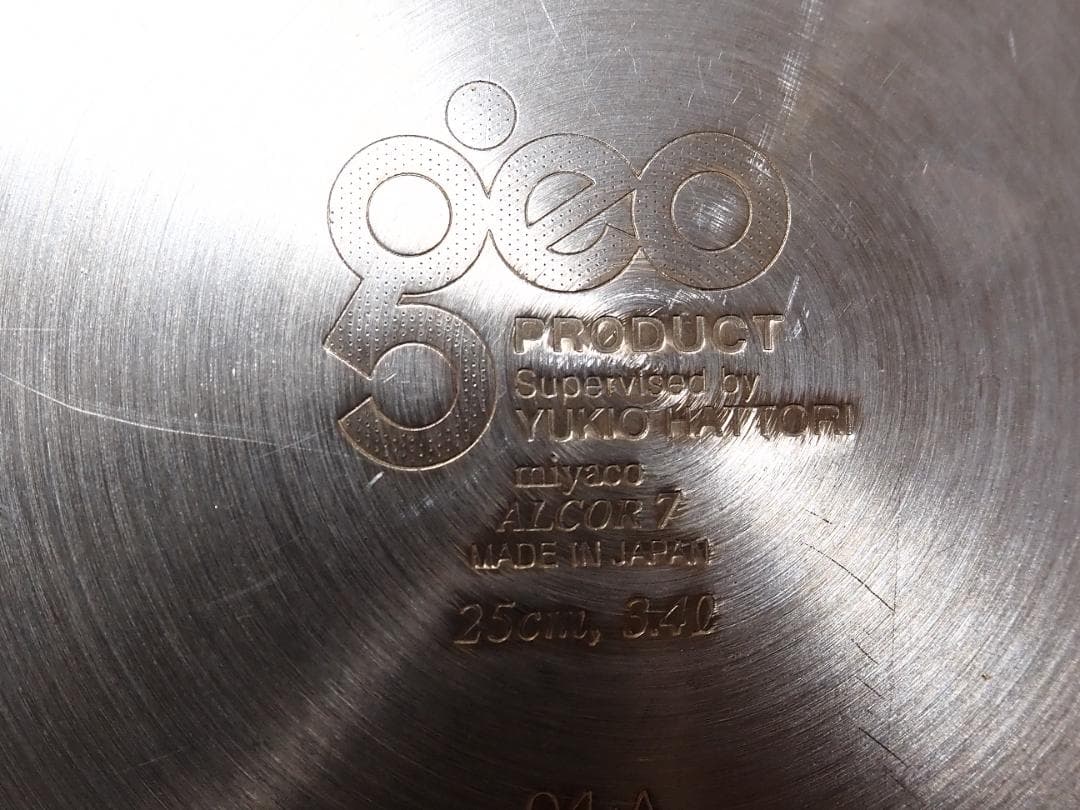 geo
PRODUCT
Supervised by
YUKIO HATTORI
miyaco
ALCOR 7
MADE IN JAPAN
25cm, 3.4ℓ